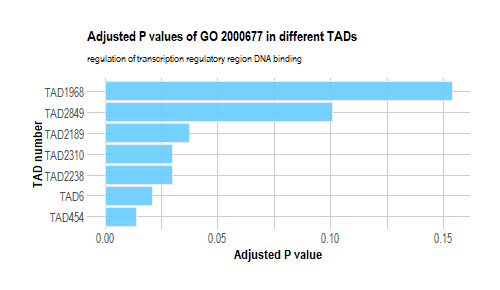 Adjusted P values of GO 2000677 in different TADs
regulation of transcription regulatory region DNA binding
TAD1968
TAD2849
TAD2189
TAD2310
TAD2238
TAD6
TAD454
TAD number
0.00 0.05 0.10 0.15
Adjusted P value